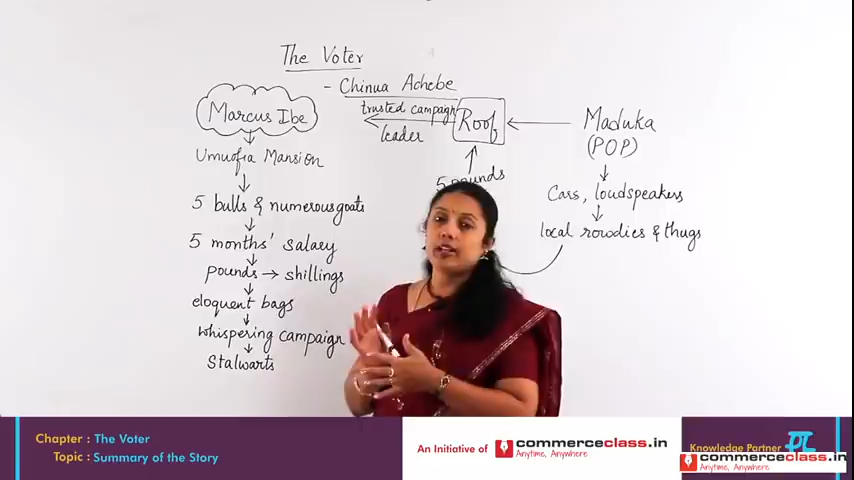 The Voter
- Chinua Achebe
Marcus Ibe
Umuofia Mansion
5 bulls & numerous goats
5 months' salaey
pounds → shillings
eloquent bags
whispering campaign
Stalwarts
trusted campaign
leader
Roof
5 pounds
Maduka
(POP)
Cars, loudspeakers
local rowdies & thugs
Chapter : The Voter
Topic : Summary of the Story
An Initiative of commerceclass.in
Anytime, Anywhere
Knowledge Partner
commerceclass.in
Anytime, Anywhere